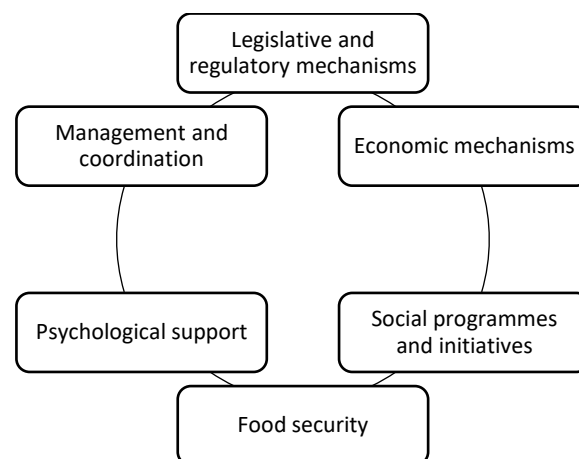 Legislative and
regulatory mechanisms
Management and
coordination
Economic mechanisms
Psychological support
Social programmes
and initiatives
Food security